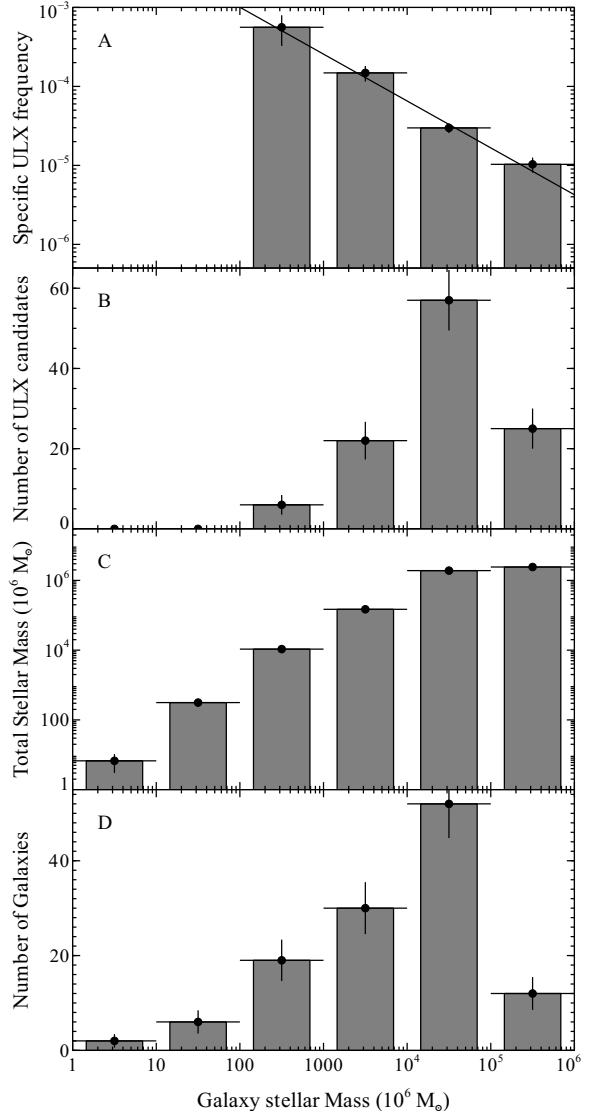 10⁻³
A
10⁻⁴
10⁻⁵
10⁻⁶
Specific ULX frequency
60
B
40
20
0
Number of ULX candidates
C
10⁶
10⁴
100
1
Total Stellar Mass (10⁶ M☉)
D
40
20
0
Number of Galaxies
1 10 100 1000 10⁴ 10⁵ 10⁶
Galaxy stellar Mass (10⁶ M☉)